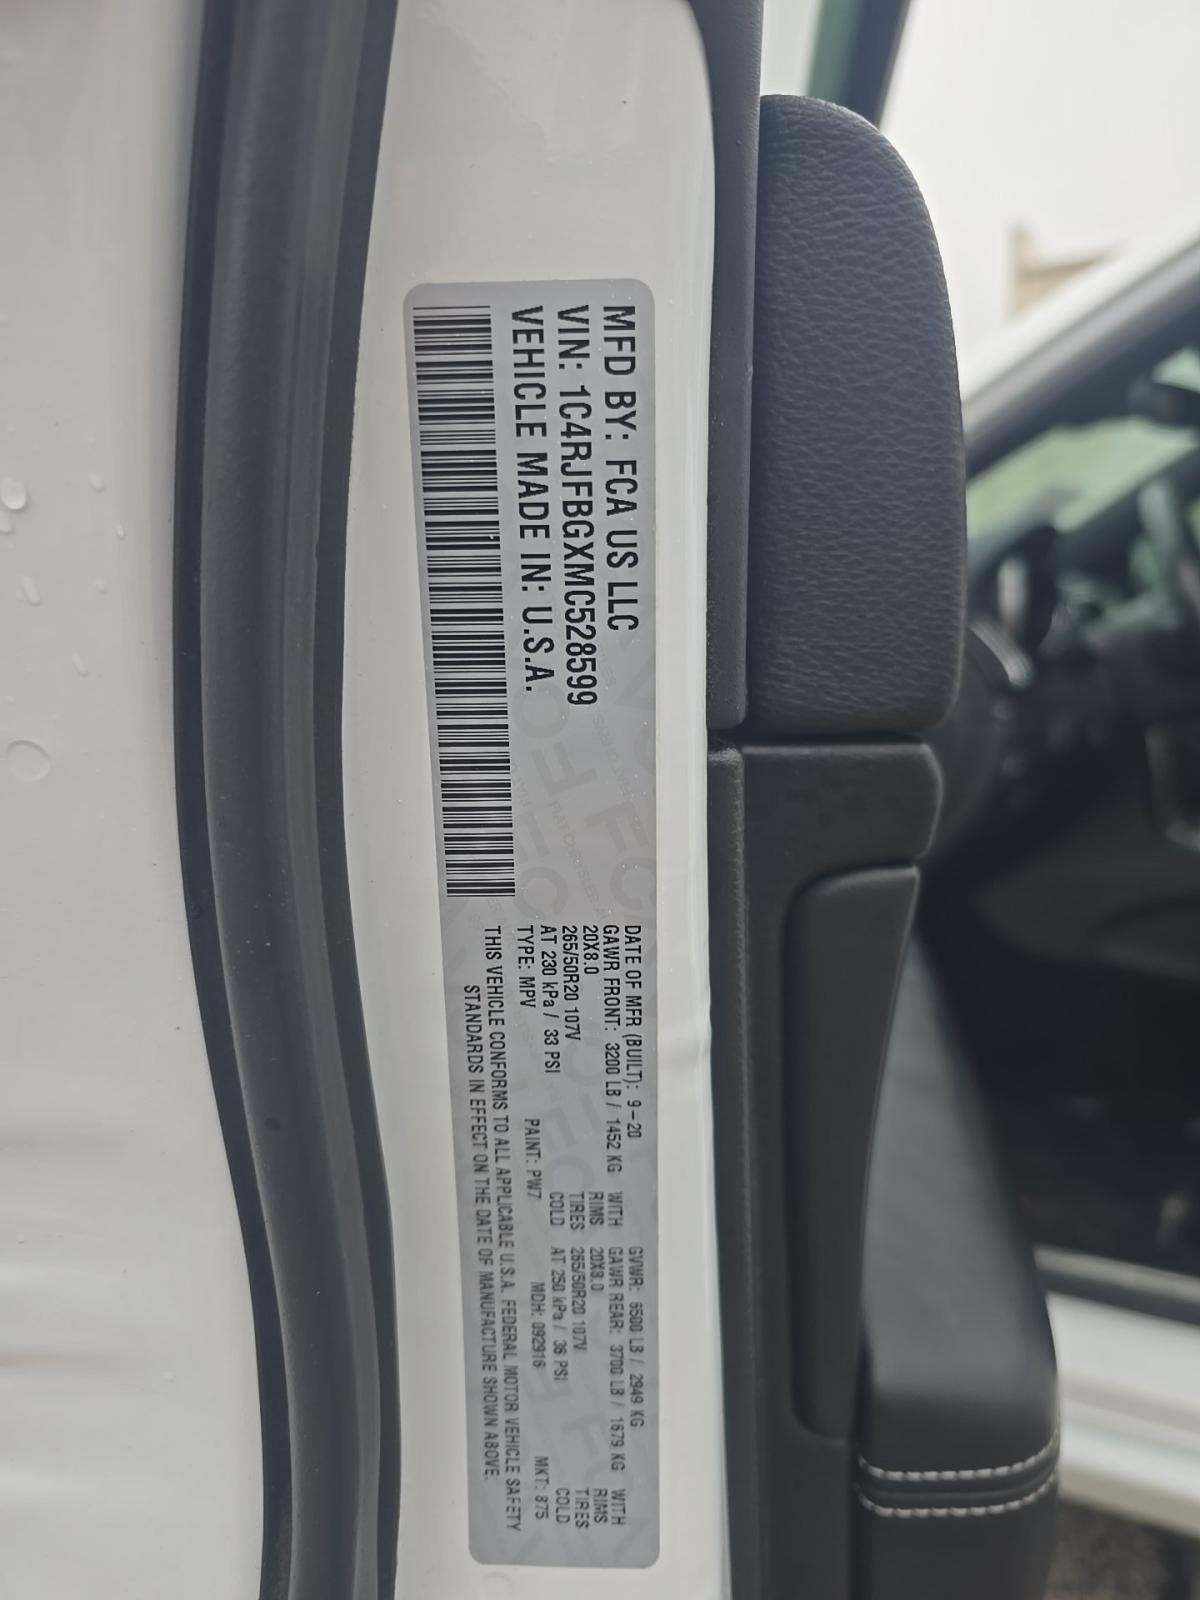 MFD BY: FCA US LLC
VIN: 1C4RJFBGXMC528599
VEHICLE MADE IN: U.S.A.
DATE OF MFR (BUILT): 9-20 GVWR: 6500 LB / 2949 KG
GAWR FRONT: 3200 LB / 1452 KG WITH GAWR REAR: 3700 LB / 1679 KG WITH
20X8.0 RIMS 20X8.0 RIMS
265/50R20 107V TIRES 265/50R20 107V TIRES
AT 230 kPa / 33 PSI COLD AT 250 kPa / 36 PSI COLD
TYPE: MPV PAINT: PW7 MDH: 092916 MKT: 875
THIS VEHICLE CONFORMS TO ALL APPLICABLE U.S.A. FEDERAL MOTOR VEHICLE SAFETY
STANDARDS IN EFFECT ON THE DATE OF MANUFACTURE SHOWN ABOVE.